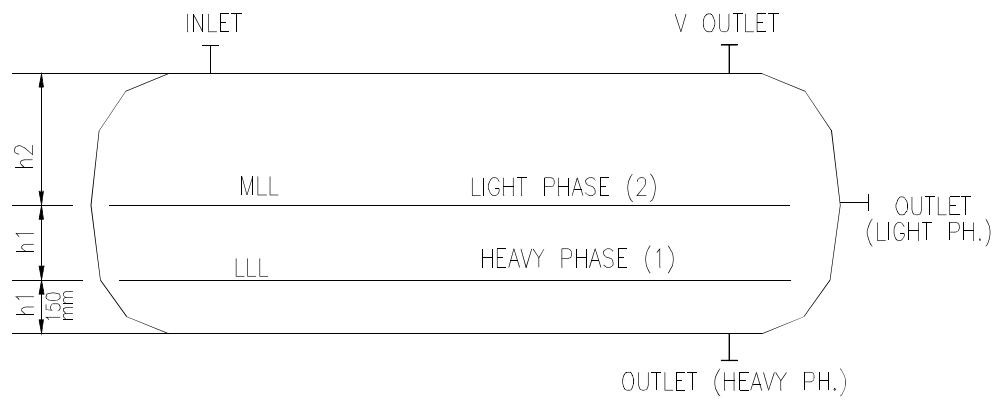 INLET
V OUTLET
h2
MLL
LIGHT PHASE (2)
OUTLET
(LIGHT PH.)
h1
HEAVY PHASE (1)
LLL
h1
150
mm
OUTLET (HEAVY PH.)